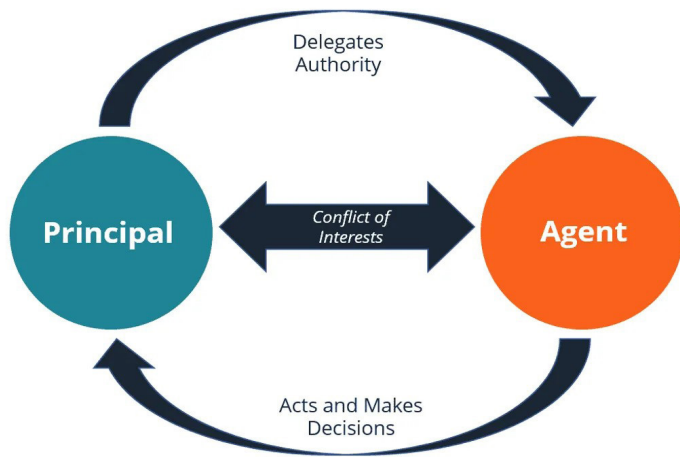 Delegates
Authority
Principal
Conflict of
Interests
Agent
Acts and Makes
Decisions